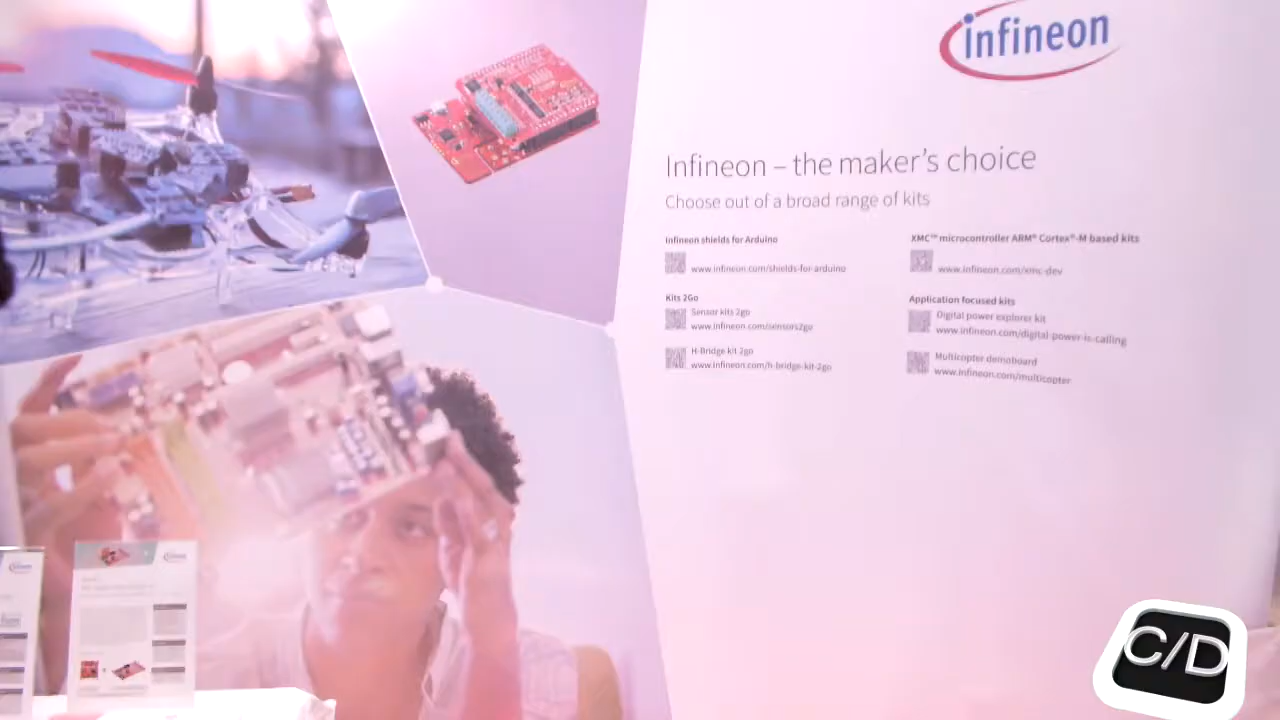 infineon
Infineon – the maker's choice
Choose out of a broad range of kits
Infineon shields for Arduino
www.infineon.com/shields-for-arduino
Kits 2Go
Sensor kits 2go
www.infineon.com/sensors2go
H-Bridge kit 2go
www.infineon.com/h-bridge-kit-2go
XMC™ microcontroller ARM® Cortex®-M based kits
www.infineon.com/xmc-dev
Application focused kits
Digital power explorer kit
www.infineon.com/digital-power-is-calling
Multicopter demoboard
www.infineon.com/multicopter
infineon
infineon
C/D